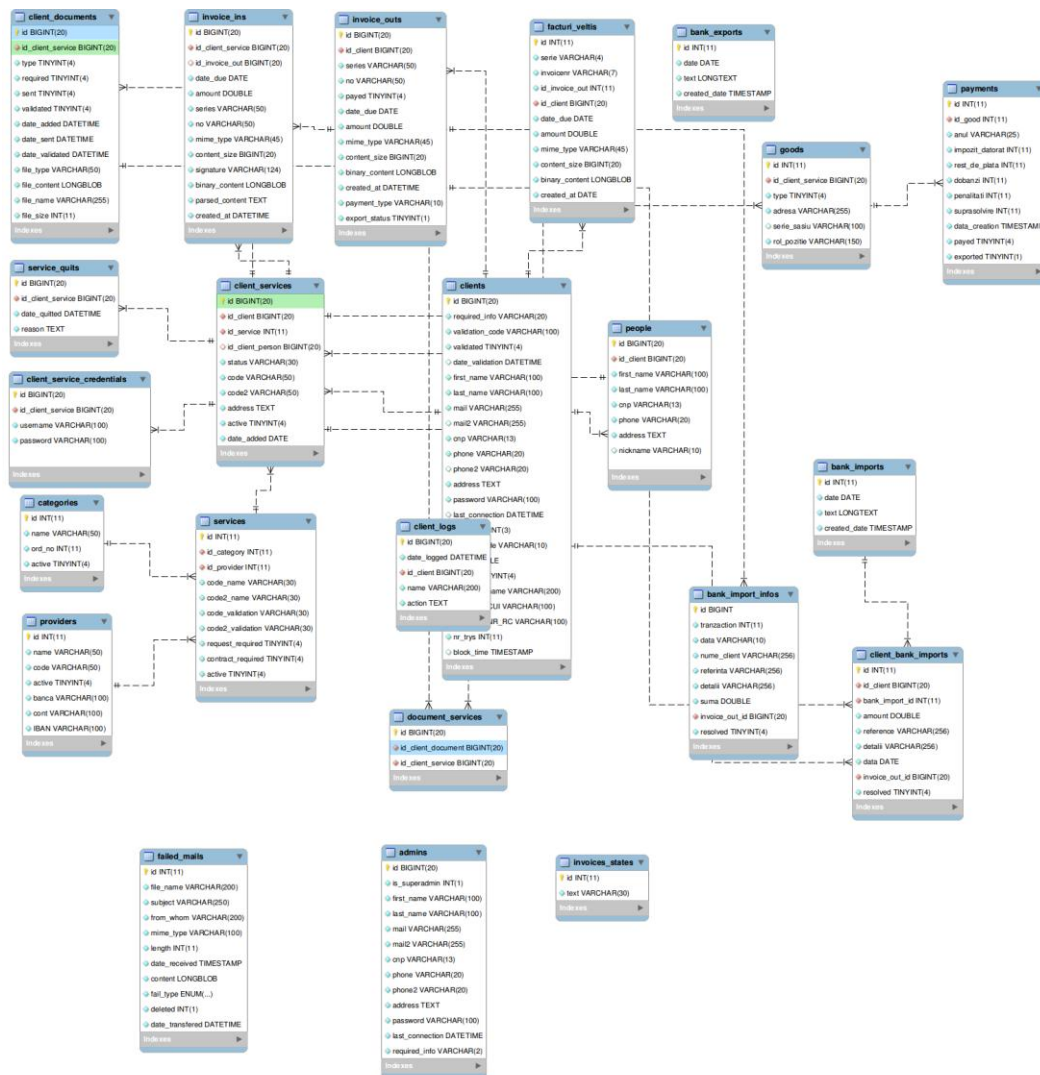 client_documents
id BIGINT(20)
id_client_service BIGINT(20)
type TINYINT(4)
required TINYINT(4)
sent TINYINT(4)
validated TINYINT(4)
date_added DATETIME
date_sent DATETIME
date_validated DATETIME
file_type VARCHAR(50)
file_content LONGBLOB
file_name VARCHAR(255)
file_size INT(11)
Indexes
invoice_ins
id BIGINT(20)
id_client_service BIGINT(20)
id_invoice_out BIGINT(20)
date_due DATE
amount DOUBLE
series VARCHAR(50)
no VARCHAR(50)
mime_type VARCHAR(45)
content_size BIGINT(20)
signature VARCHAR(124)
binary_content LONGBLOB
parsed_content TEXT
created_at DATETIME
Indexes
invoice_outs
id BIGINT(20)
id_client BIGINT(20)
series VARCHAR(50)
no VARCHAR(50)
payed TINYINT(4)
date_due DATE
amount DOUBLE
mime_type VARCHAR(45)
content_size BIGINT(20)
binary_content LONGBLOB
created_at DATETIME
payment_type VARCHAR(10)
export_status TINYINT(1)
Indexes
facturi_veltis
id INT(11)
serie VARCHAR(4)
invoicenr VARCHAR(7)
id_invoice_out INT(11)
id_client BIGINT(20)
date_due DATE
amount DOUBLE
mime_type VARCHAR(45)
content_size BIGINT(20)
binary_content LONGBLOB
created_at DATE
Indexes
bank_exports
id INT(11)
date DATE
text LONGTEXT
created_date TIMESTAMP
Indexes
goods
id INT(11)
id_client_service BIGINT(20)
type TINYINT(4)
adresa VARCHAR(255)
serie_sasiu VARCHAR(100)
rol_pozitie VARCHAR(150)
Indexes
payments
id INT(11)
id_good INT(11)
anul VARCHAR(25)
impozit_datorat INT(11)
rest_de_plata INT(11)
dobanzi INT(11)
penalitati INT(11)
suprasolvire INT(11)
data_creation TIMESTAMP
payed TINYINT(4)
exported TINYINT(1)
Indexes
service_quits
id BIGINT(20)
id_client_service BIGINT(20)
date_quitted DATETIME
reason TEXT
Indexes
client_services
id BIGINT(20)
id_client BIGINT(20)
id_service INT(11)
id_client_person BIGINT(20)
status VARCHAR(30)
code VARCHAR(50)
code2 VARCHAR(50)
address TEXT
active TINYINT(4)
date_added DATE
Indexes
clients
id BIGINT(20)
required_info VARCHAR(20)
validation_code VARCHAR(100)
validated TINYINT(4)
date_validation DATETIME
first_name VARCHAR(100)
last_name VARCHAR(100)
mail VARCHAR(255)
mail2 VARCHAR(255)
cnp VARCHAR(13)
phone VARCHAR(20)
phone2 VARCHAR(20)
address TEXT
password VARCHAR(100)
last_connection DATETIME
nr_trys INT(11)
block_time TIMESTAMP
Indexes
people
id BIGINT(20)
id_client BIGINT(20)
first_name VARCHAR(100)
last_name VARCHAR(100)
cnp VARCHAR(13)
phone VARCHAR(20)
address TEXT
nickname VARCHAR(10)
Indexes
client_service_credentials
id BIGINT(20)
id_client_service BIGINT(20)
username VARCHAR(100)
password VARCHAR(100)
Indexes
categories
id INT(11)
name VARCHAR(50)
ord_no INT(11)
active TINYINT(4)
Indexes
services
id INT(11)
id_category INT(11)
id_provider INT(11)
code_name VARCHAR(30)
code2_name VARCHAR(30)
code_validation VARCHAR(30)
code2_validation VARCHAR(30)
request_required TINYINT(4)
contract_required TINYINT(4)
active TINYINT(4)
Indexes
client_logs
id BIGINT(20)
date_logged DATETIME
id_client BIGINT(20)
name VARCHAR(200)
action TEXT
Indexes
bank_imports
id INT(11)
date DATE
text LONGTEXT
created_date TIMESTAMP
Indexes
providers
id INT(11)
name VARCHAR(50)
code VARCHAR(50)
active TINYINT(4)
banca VARCHAR(100)
cont VARCHAR(100)
IBAN VARCHAR(100)
Indexes
bank_import_infos
id BIGINT
tranzaction INT(11)
data VARCHAR(10)
nume_client VARCHAR(256)
referinta VARCHAR(256)
detalii VARCHAR(256)
suma DOUBLE
invoice_out_id BIGINT(20)
resolved TINYINT(4)
Indexes
client_bank_imports
id INT(11)
id_client BIGINT(20)
bank_import_id INT(11)
amount DOUBLE
reference VARCHAR(256)
detalii VARCHAR(256)
data DATE
invoice_out_id BIGINT(20)
resolved TINYINT(4)
Indexes
document_services
id BIGINT(20)
id_client_document BIGINT(20)
id_client_service BIGINT(20)
Indexes
failed_mails
id INT(11)
file_name VARCHAR(200)
subject VARCHAR(250)
from_whom VARCHAR(200)
mime_type VARCHAR(100)
length INT(11)
date_received TIMESTAMP
content LONGBLOB
fail_type ENUM(...)
deleted INT(1)
date_transfered DATETIME
Indexes
admins
id BIGINT(20)
is_superadmin INT(1)
first_name VARCHAR(100)
last_name VARCHAR(100)
mail VARCHAR(255)
mail2 VARCHAR(255)
cnp VARCHAR(13)
phone VARCHAR(20)
phone2 VARCHAR(20)
address TEXT
password VARCHAR(100)
last_connection DATETIME
required_info VARCHAR(2)
Indexes
invoices_states
id INT(11)
text VARCHAR(30)
Indexes